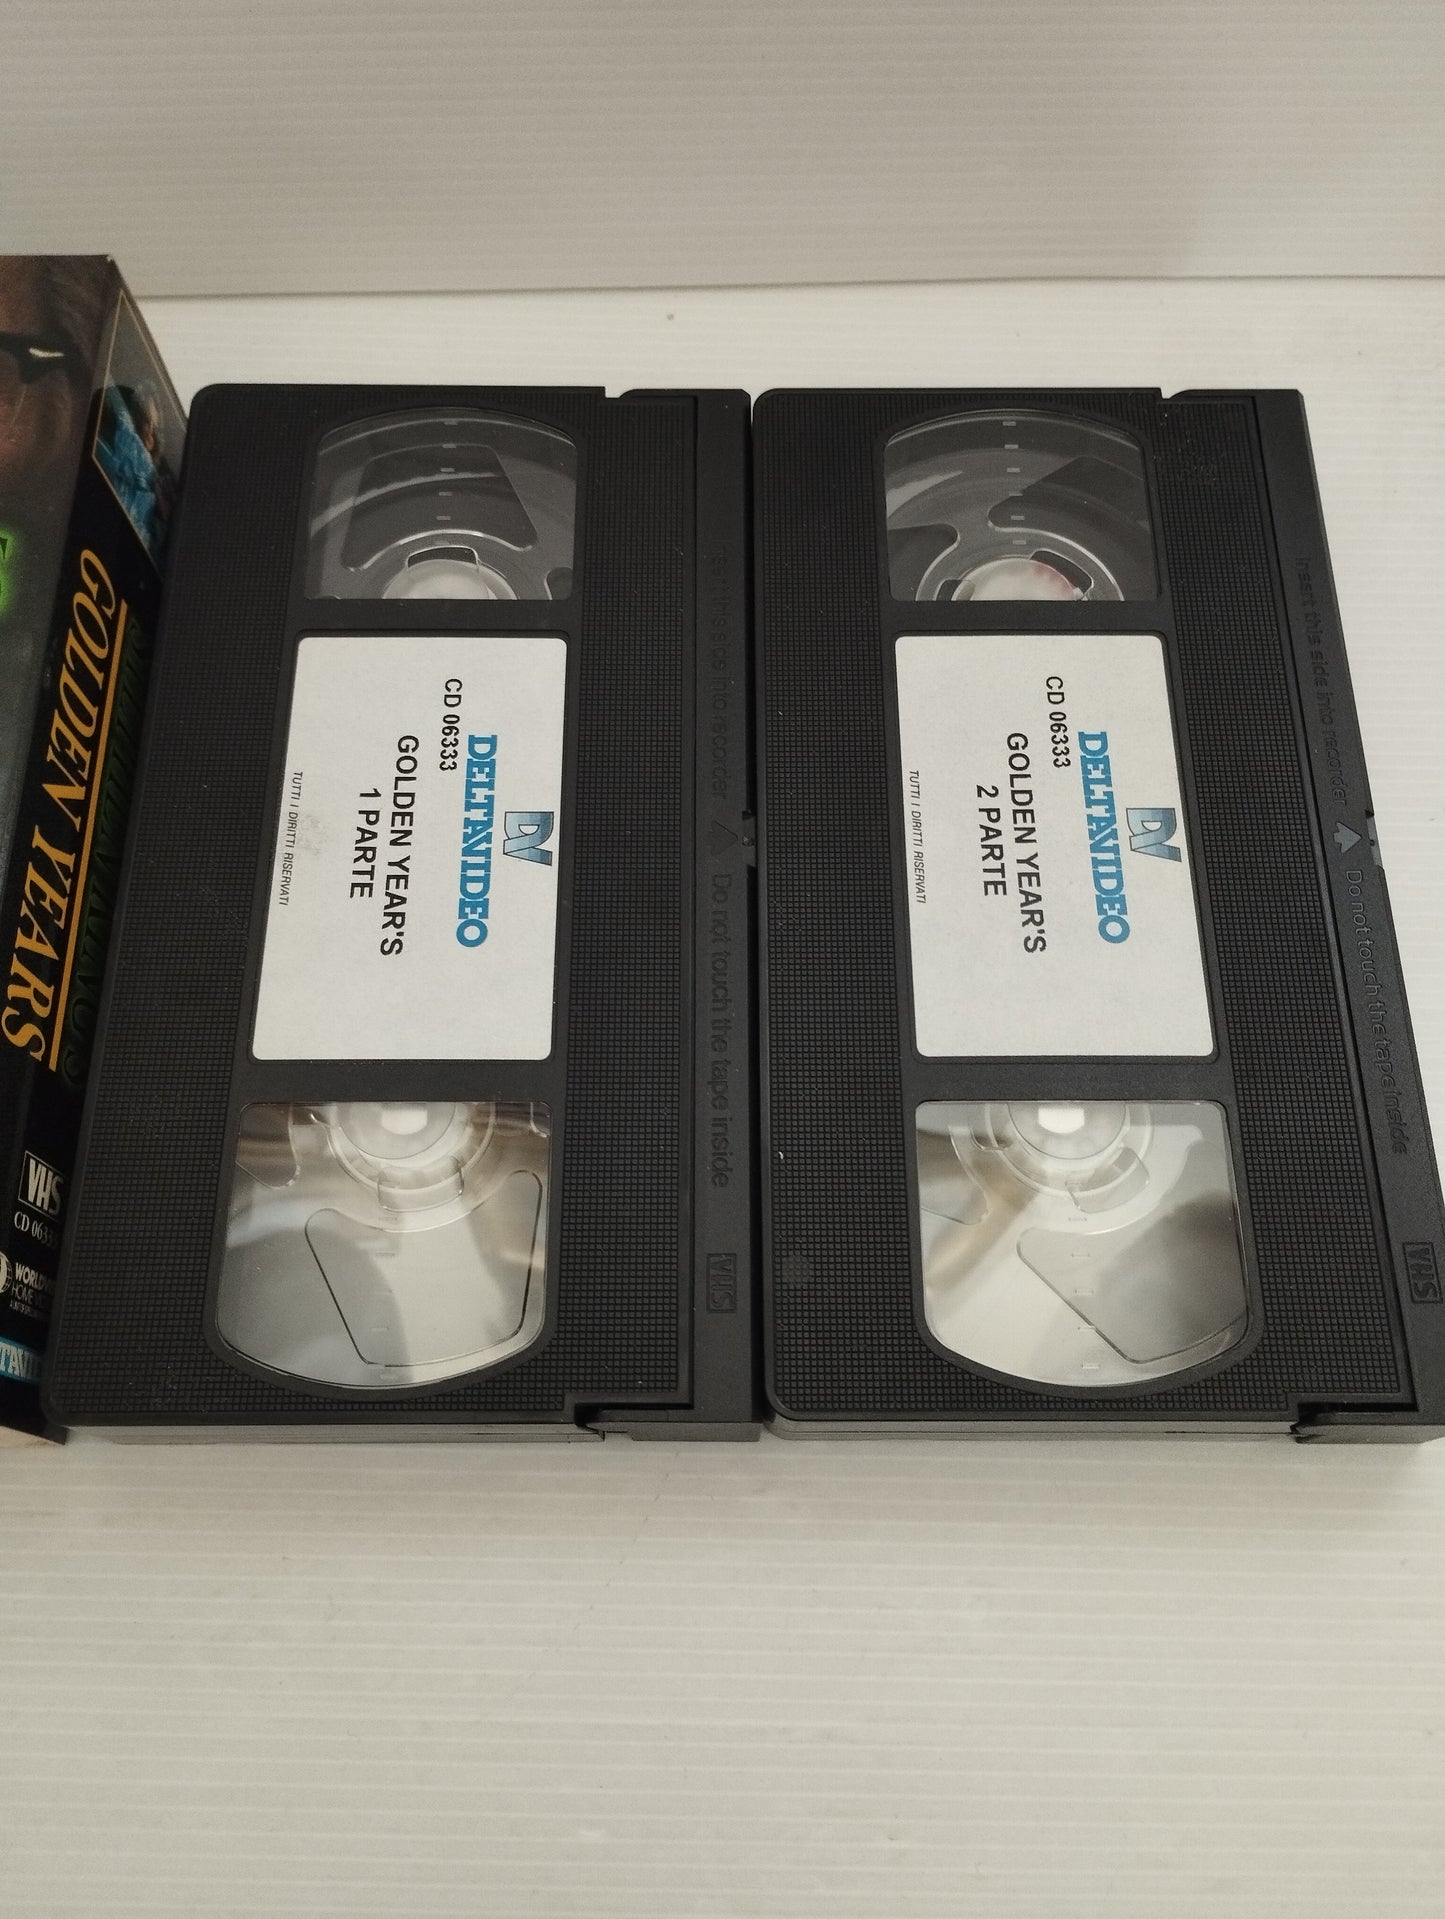 GOLDEN YEARS
VHS
CD 0633
DV
DELTAVIDEO
CD 06333
GOLDEN YEAR'S
1 PARTE
TUTTI I DIRITTI RISERVATI
Insert this side into recorder
Do not touch the tape inside
VHS
DV
DELTAVIDEO
CD 06333
GOLDEN YEAR'S
2 PARTE
TUTTI I DIRITTI RISERVATI
Insert this side into recorder
Do not touch the tape inside
VHS